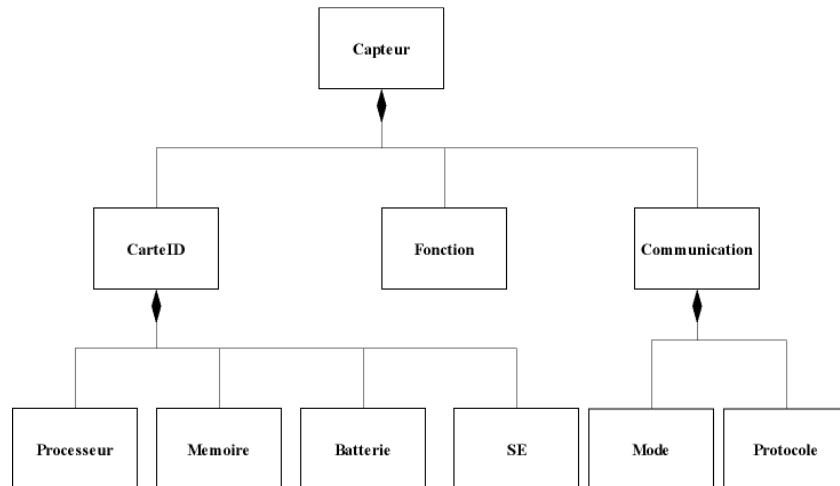 Capteur
CarteID
Fonction
Communication
Processeur
Memoire
Batterie
SE
Mode
Protocole